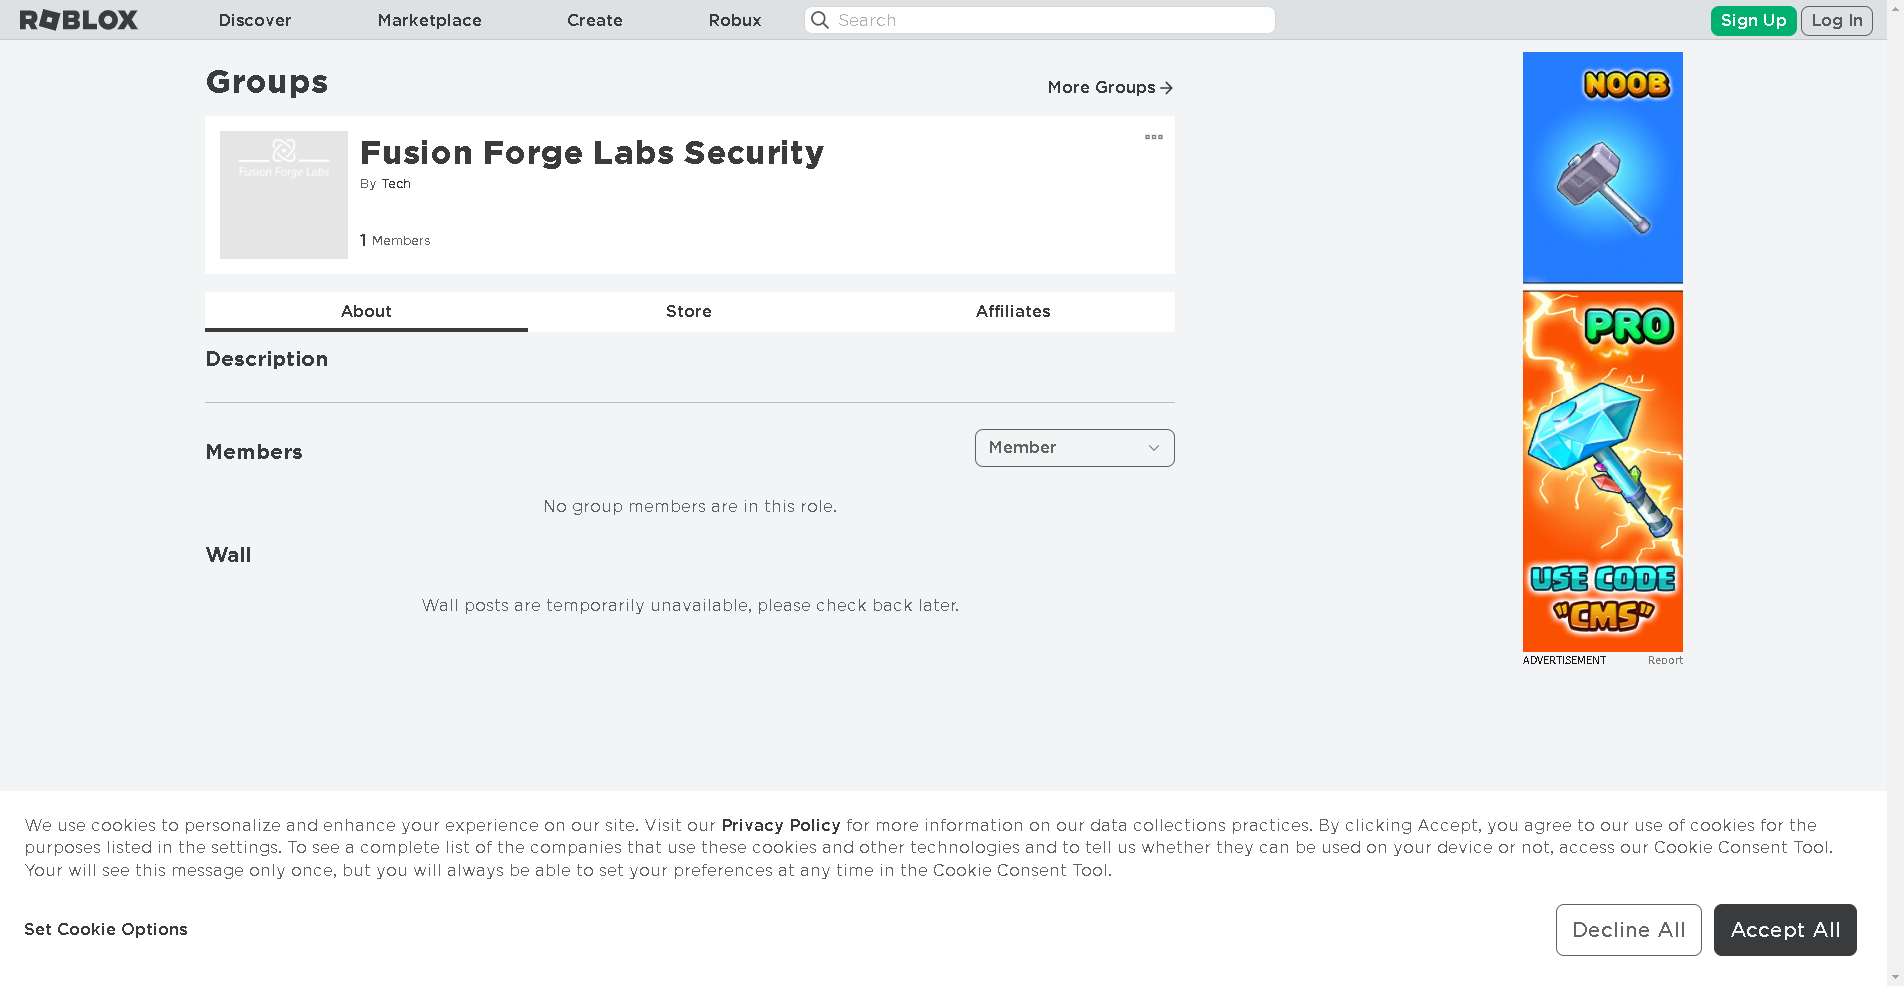 ROBLOX Discover Marketplace Create Robux Search Sign Up Log In
Groups
More Groups
Fusion Forge Labs
Fusion Forge Labs Security
By Tech
1 Members
About Store Affiliates
Description
Members
Member
No group members are in this role.
Wall
Wall posts are temporarily unavailable, please check back later.
NOOB
PRO
USE CODE
"CMS"
ADVERTISEMENT Report
We use cookies to personalize and enhance your experience on our site. Visit our Privacy Policy for more information on our data collections practices. By clicking Accept, you agree to our use of cookies for the
purposes listed in the settings. To see a complete list of the companies that use these cookies and other technologies and to tell us whether they can be used on your device or not, access our Cookie Consent Tool.
Your will see this message only once, but you will always be able to set your preferences at any time in the Cookie Consent Tool.
Set Cookie Options
Decline All
Accept All